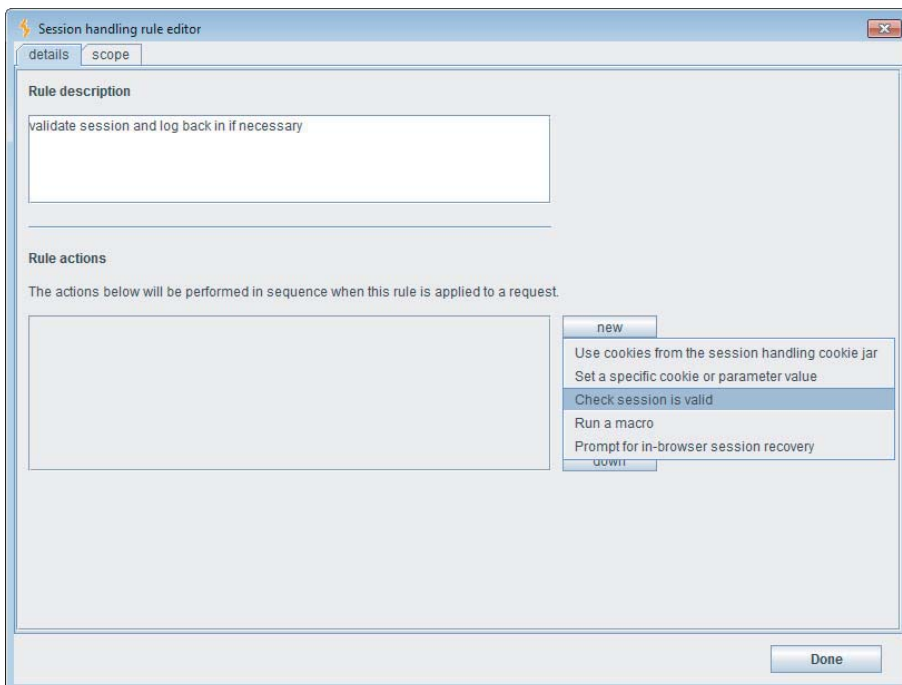 Session handling rule editor
details scope
Rule description
validate session and log back in if necessary
Rule actions
The actions below will be performed in sequence when this rule is applied to a request.
new
Use cookies from the session handling cookie jar
Set a specific cookie or parameter value
Check session is valid
Run a macro
Prompt for in-browser session recovery
down
Done